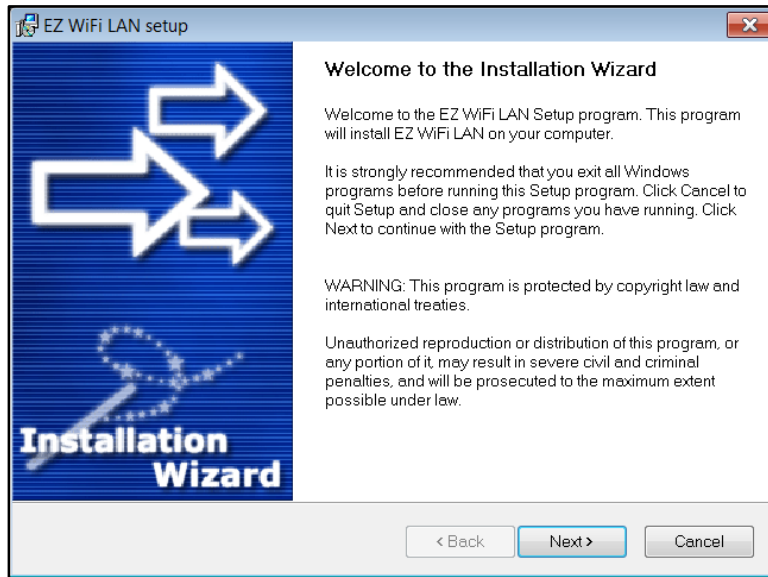 EZ WiFi LAN setup
Welcome to the Installation Wizard
Welcome to the EZ WiFi LAN Setup program. This program
will install EZ WiFi LAN on your computer.
It is strongly recommended that you exit all Windows
programs before running this Setup program. Click Cancel to
quit Setup and close any programs you have running. Click
Next to continue with the Setup program.
WARNING: This program is protected by copyright law and
international treaties.
Unauthorized reproduction or distribution of this program, or
any portion of it, may result in severe civil and criminal
penalties, and will be prosecuted to the maximum extent
possible under law.
Installation
Wizard
< Back
Next >
Cancel